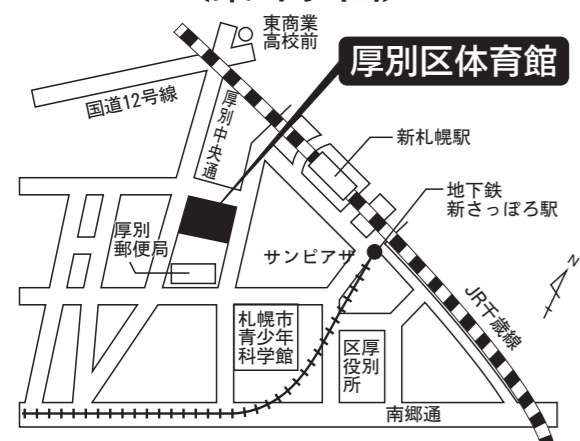 東商業
高校前
厚別区体育館
国道12号線
厚別中央通
新札幌駅
地下鉄
新さっぽろ駅
厚別
郵便局
サンピアザ
N
JR千歳線
札幌市
青少年
科学館
厚別
区役所
南郷通